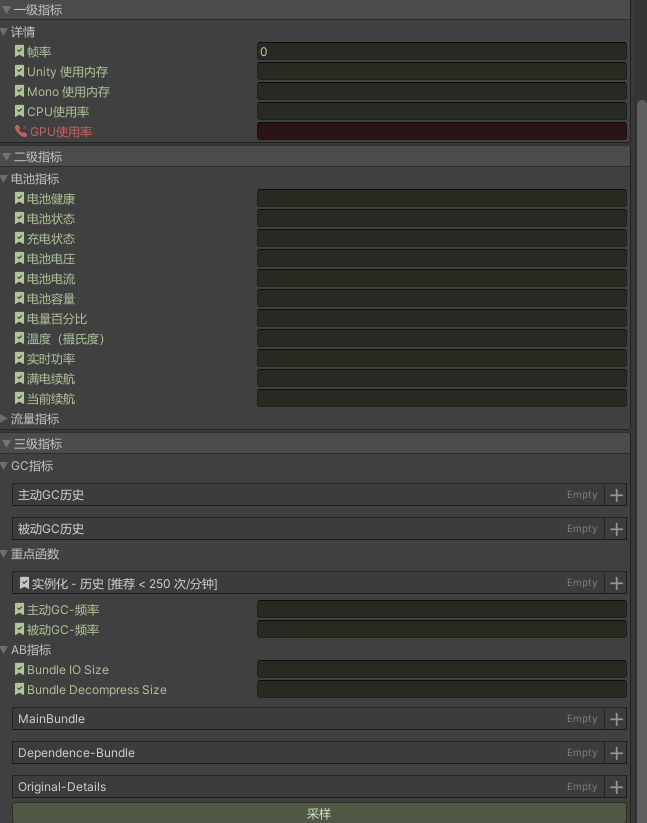 一级指标
详情
帧率 0
Unity 使用内存
Mono 使用内存
CPU使用率
GPU使用率
二级指标
电池指标
电池健康
电池状态
充电状态
电池电压
电池电流
电池容量
电量百分比
温度（摄氏度）
实时功率
满电续航
当前续航
流量指标
三级指标
GC指标
主动GC历史 Empty
被动GC历史 Empty
重点函数
实例化 - 历史 [推荐 < 250 次/分钟] Empty
主动GC-频率
被动GC-频率
AB指标
Bundle IO Size
Bundle Decompress Size
MainBundle Empty
Dependence-Bundle Empty
Original-Details Empty
采样